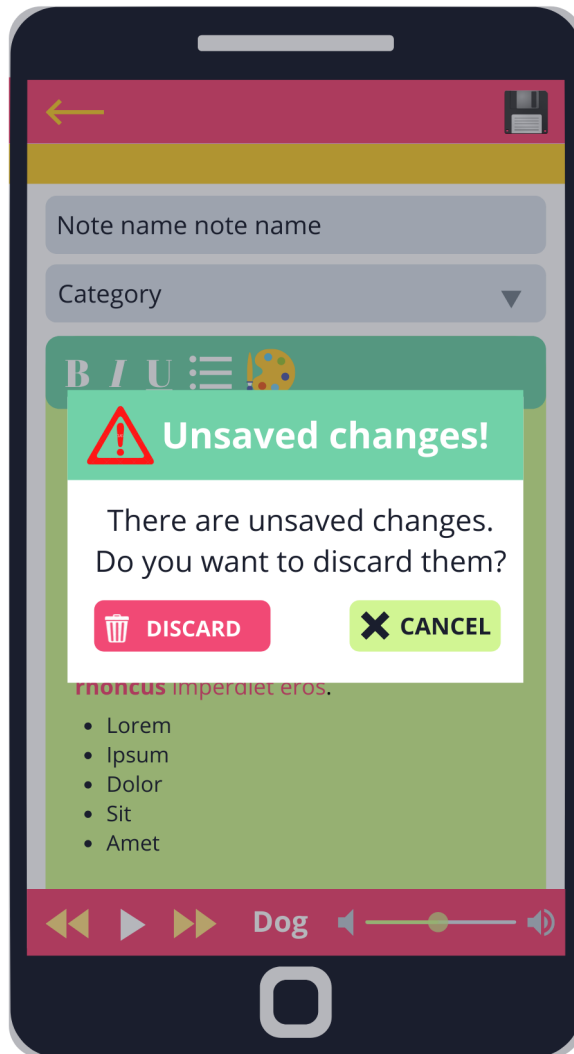 Note name note name
Category
B I U
Unsaved changes!
There are unsaved changes.
Do you want to discard them?
DISCARD CANCEL
rhoncus imperdiet eros.
• Lorem
• Ipsum
• Dolor
• Sit
• Amet
Dog